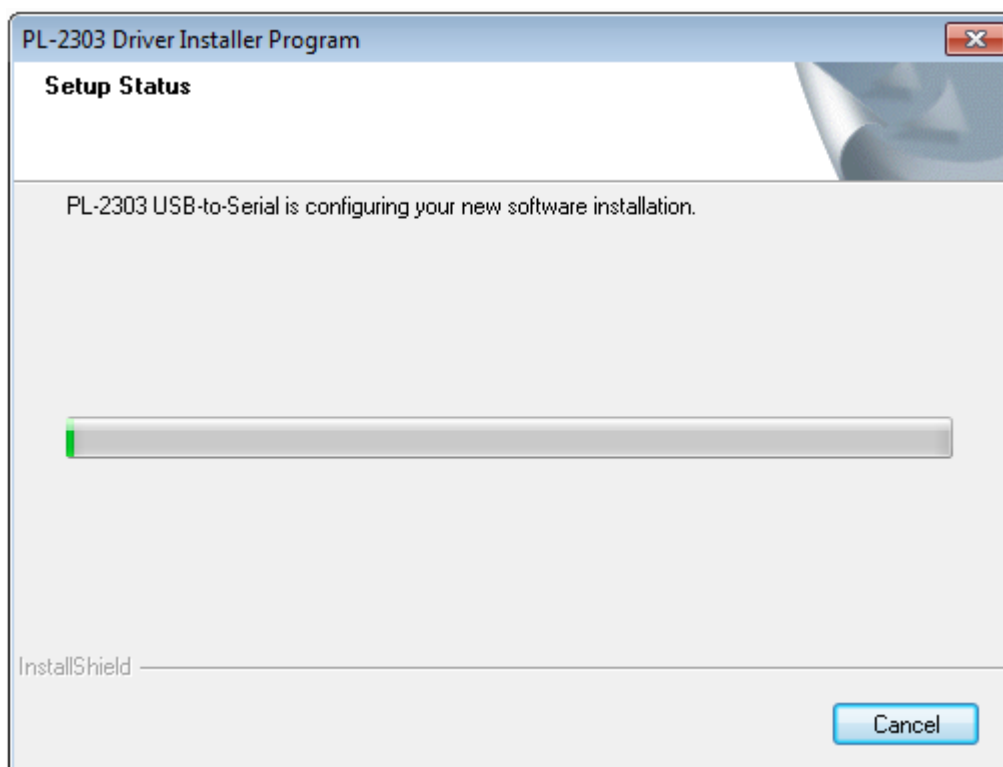 PL-2303 Driver Installer Program
Setup Status
PL-2303 USB-to-Serial is configuring your new software installation.
InstallShield
Cancel